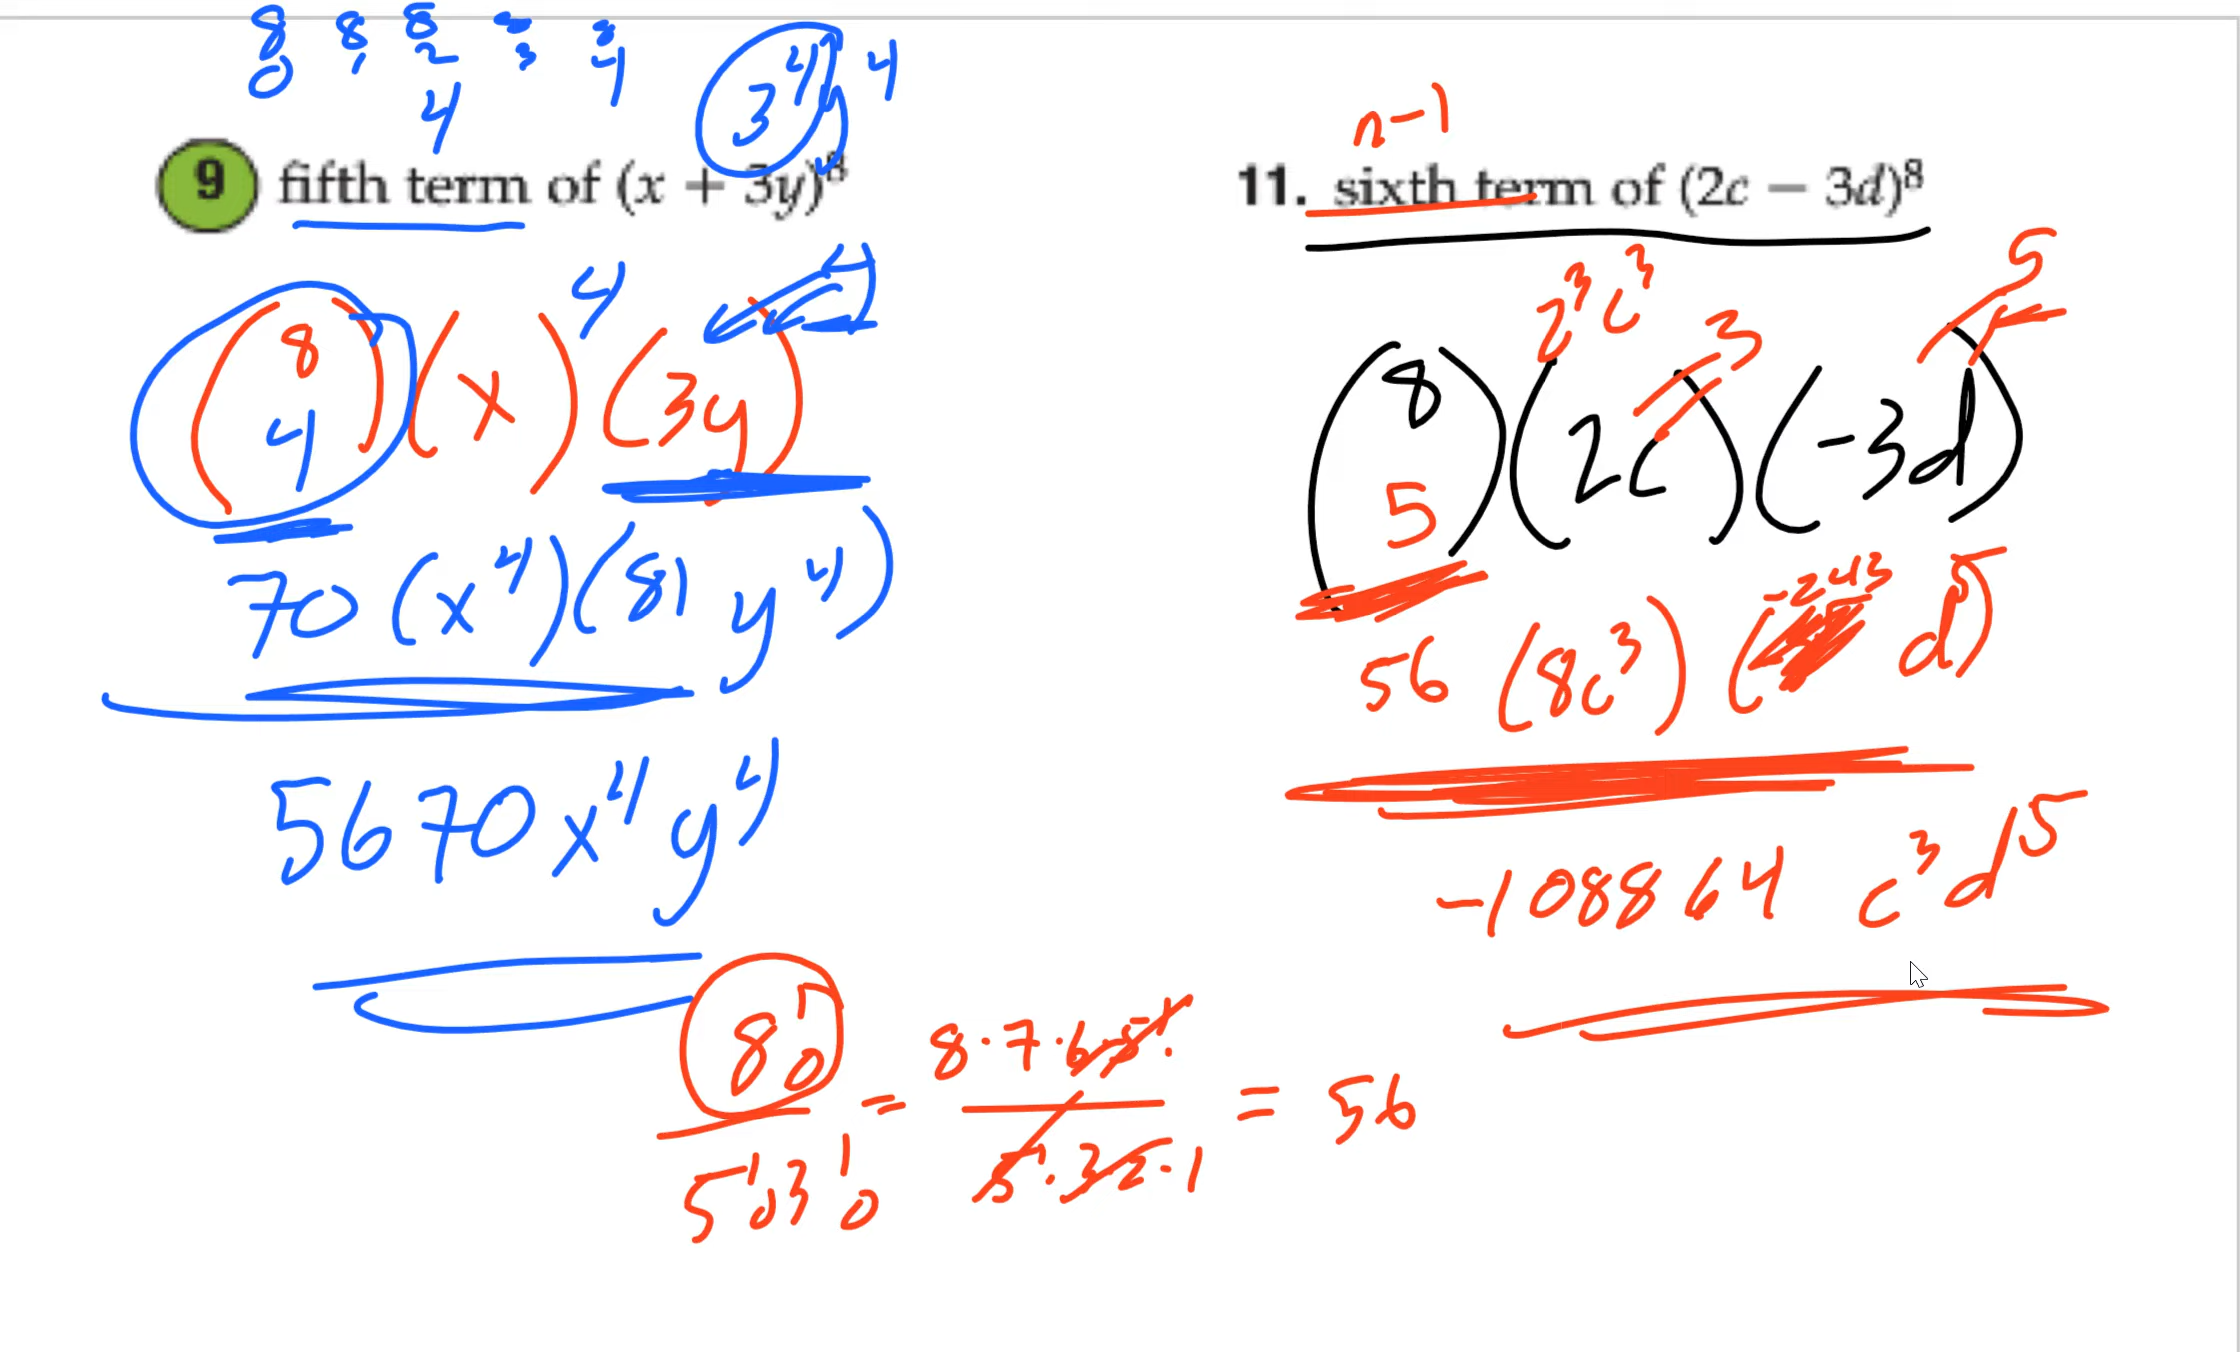 8 8 8 8 8
0 1 2 3 4
4
3⁴ y⁴
9 fifth term of (x + 3y)⁸
(8 4) (x)⁴ (3y)⁴
70 (x⁴)(81 y⁴)
5670x⁴y⁴
n-1
11. sixth term of (2c − 3d)⁸
2³c³
(8 5) (2c)³ (-3d)⁵
56 (8c³) (-243 d⁵)
-108864 c³d⁵
8! / 5!3! = 8·7·6·5! / 5!·3·2·1 = 56